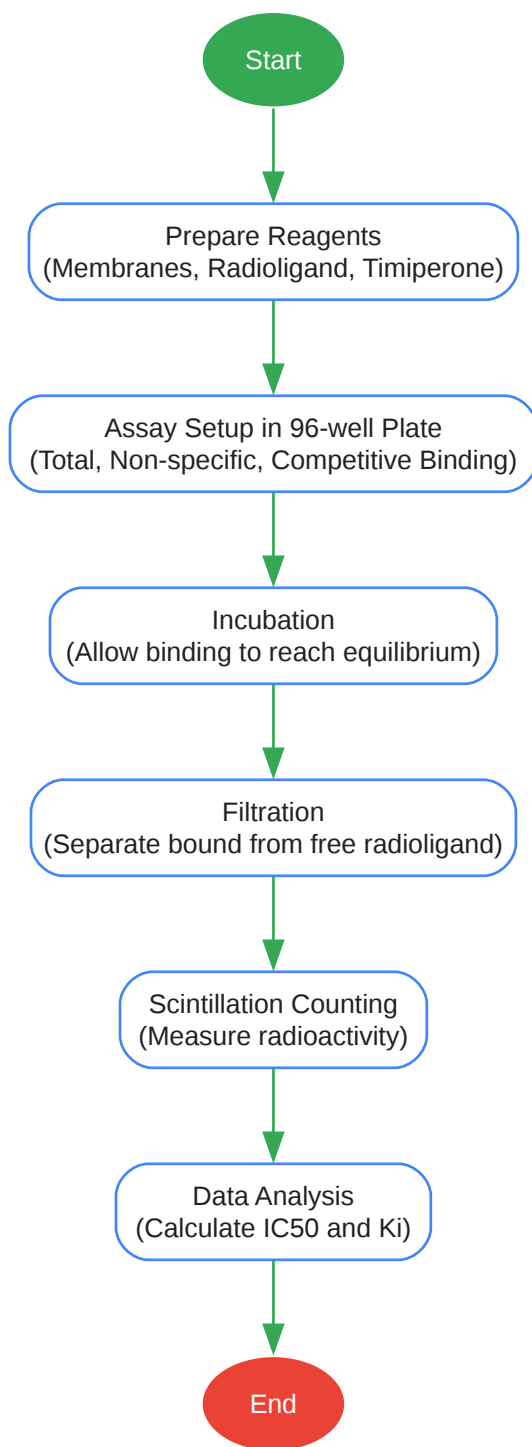 Start
Prepare Reagents
(Membranes, Radioligand, Timiperone)
Assay Setup in 96-well Plate
(Total, Non-specific, Competitive Binding)
Incubation
(Allow binding to reach equilibrium)
Filtration
(Separate bound from free radioligand)
Scintillation Counting
(Measure radioactivity)
Data Analysis
(Calculate IC50 and Ki)
End